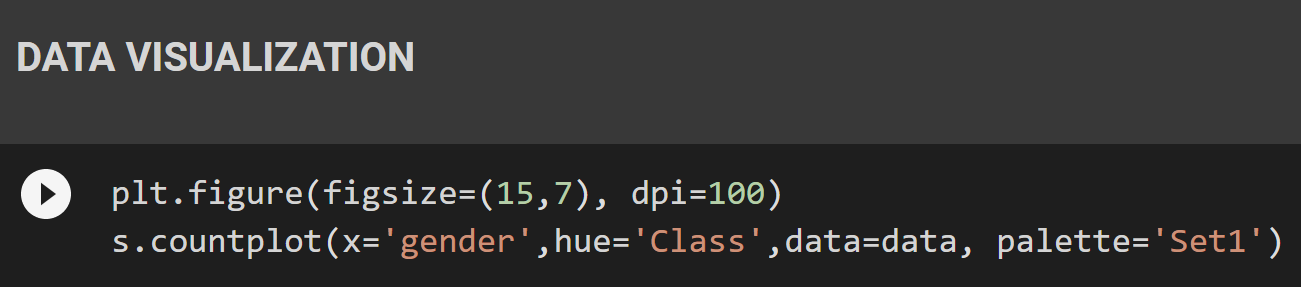 DATA VISUALIZATION
plt.figure(figsize=(15,7), dpi=100)
s.countplot(x='gender',hue='Class',data=data, palette='Set1')